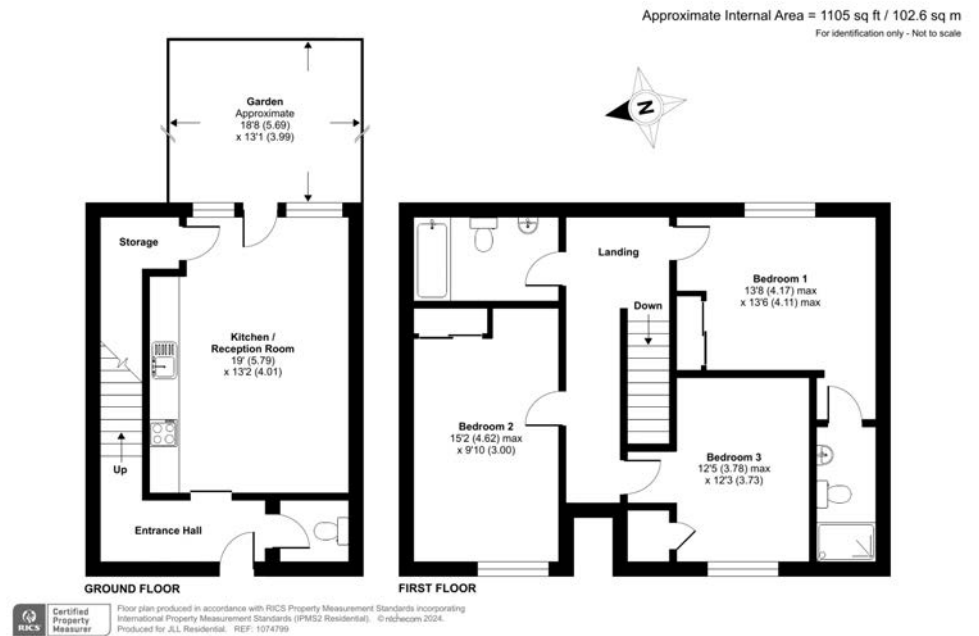 Approximate Internal Area = 1105 sq ft / 102.6 sq m
For identification only - Not to scale
N
Garden
Approximate
18'8 (5.69)
x 13'1 (3.99)
Storage
Kitchen /
Reception Room
19' (5.79)
x 13'2 (4.01)
Up
Entrance Hall
GROUND FLOOR
Landing
Down
Bedroom 1
13'8 (4.17) max
x 13'6 (4.11) max
Bedroom 2
15'2 (4.62) max
x 9'10 (3.00)
Bedroom 3
12'5 (3.78) max
x 12'3 (3.73)
FIRST FLOOR
RICS
Certified
Property
Measurer
Floor plan produced in accordance with RICS Property Measurement Standards incorporating
International Property Measurement Standards (IPMS2 Residential). © nichecom 2024.
Produced for JLL Residential. REF: 1074799